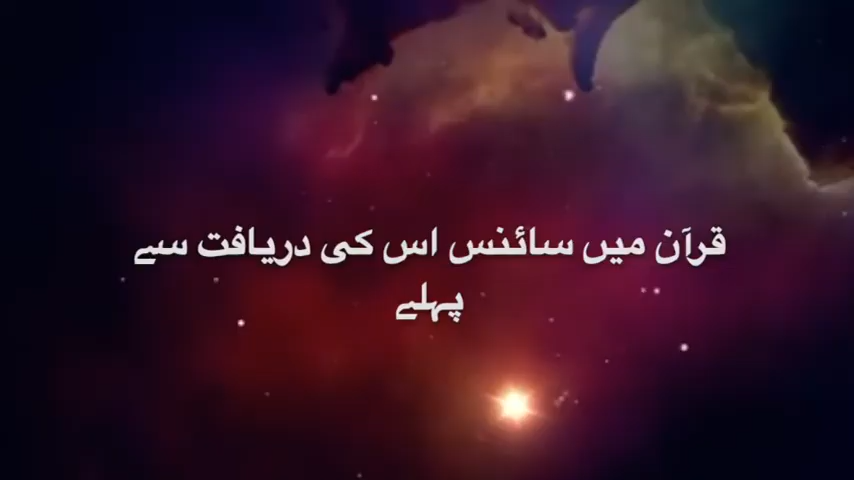 قرآن میں سائنس اس کی دریافت سے
پہلے